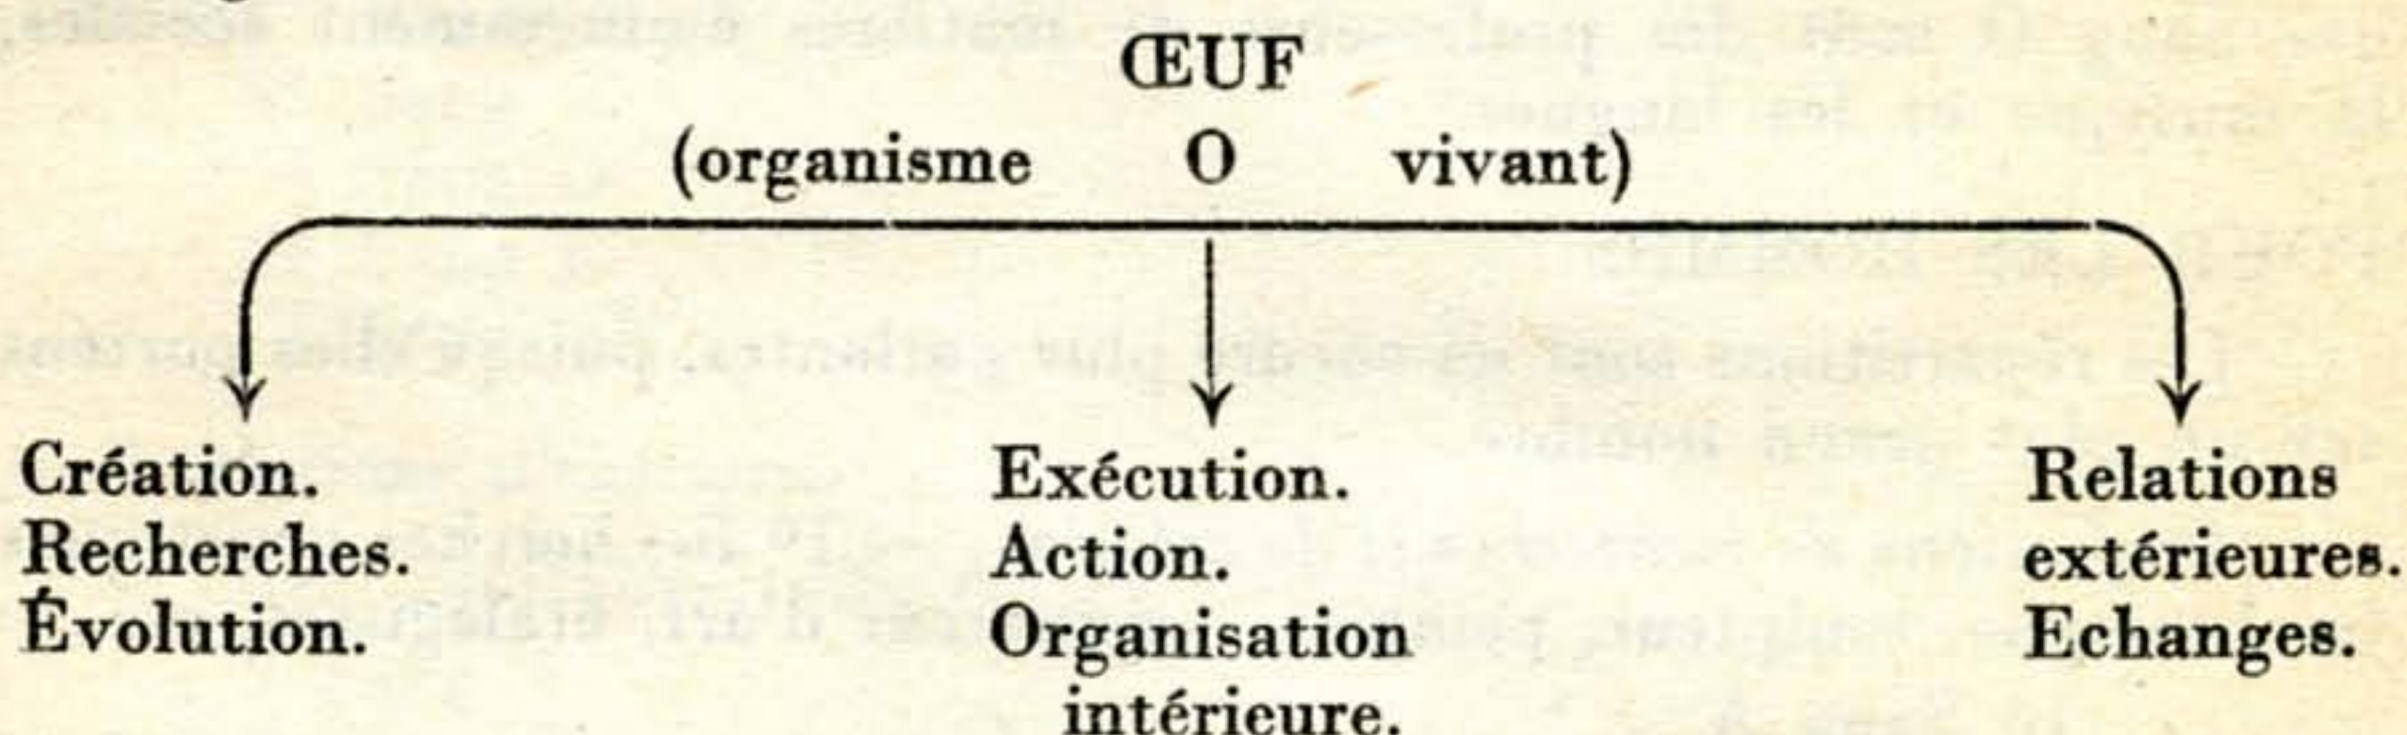 ŒUF
(organisme O vivant)
Création.
Recherches.
Évolution.
Exécution.
Action.
Organisation
intérieure.
Relations
extérieures.
Echanges.